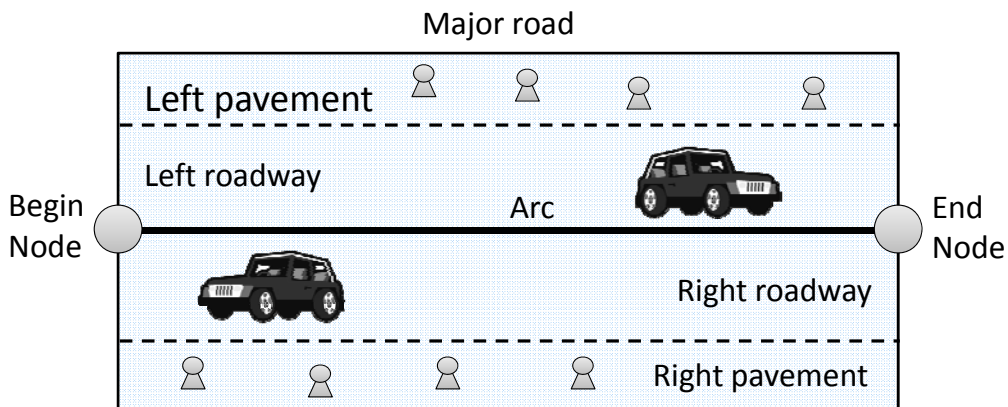 Major road
Left pavement
Left roadway
Begin
Node
Arc
End
Node
Right roadway
Right pavement